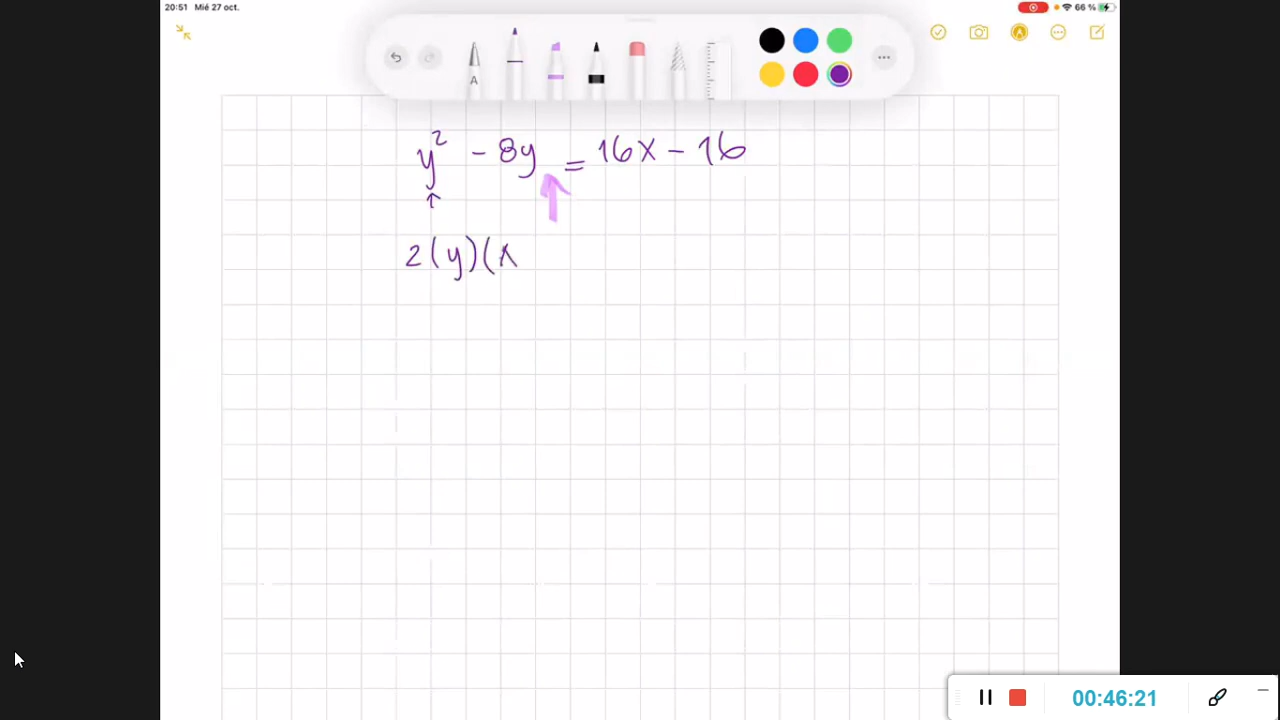 20:51 Mié 27 oct. 66 %
A A
y² - 8y = 16x - 16
↑ ↑
2(y)(x
00:46:21